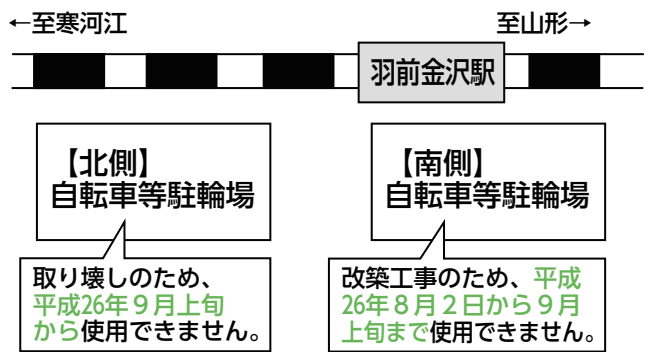 ←至寒河江
至山形→
羽前金沢駅
【北側】
自転車等駐輪場
【南側】
自転車等駐輪場
取り壊しのため、
平成26年９月上旬
から使用できません。
改築工事のため、平成
26年８月２日から９月
上旬まで使用できません。